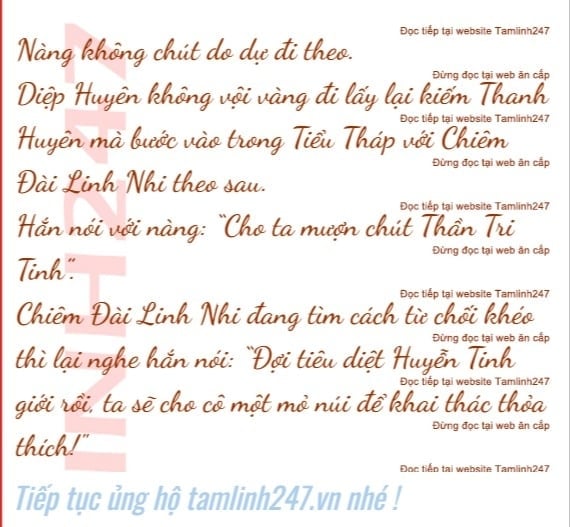 Đọc tiếp tại website Tamlinh247
Nàng không chút do dự đi theo.
Đừng đọc tại web ăn cắp
Diệp Huyên không vội vàng đi lấy lại kiếm Thanh
Đọc tiếp tại website Tamlinh247
Huyên mà bước vào trong Tiểu Tháp với Chiêm
Đừng đọc tại web ăn cắp
Đài Linh Nhi theo sau.
Đọc tiếp tại website Tamlinh247
Hắn nói với nàng: “Cho ta mượn chút Thần Tri
Đừng đọc tại web ăn cắp
Tinh”.
Đọc tiếp tại website Tamlinh247
Chiêm Đài Linh Nhi đang tìm cách từ chối khéo
Đừng đọc tại web ăn cắp
thì lại nghe hắn nói: “Đợi tiêu diệt Huyễn Tinh
Đọc tiếp tại website Tamlinh247
giới rồi, ta sẽ cho cô một mỏ núi để khai thác thỏa
Đừng đọc tại web ăn cắp
thích!”
Đọc tiếp tại website Tamlinh247
INH247
Tiếp tục ủng hộ tamlinh247.vn nhé !